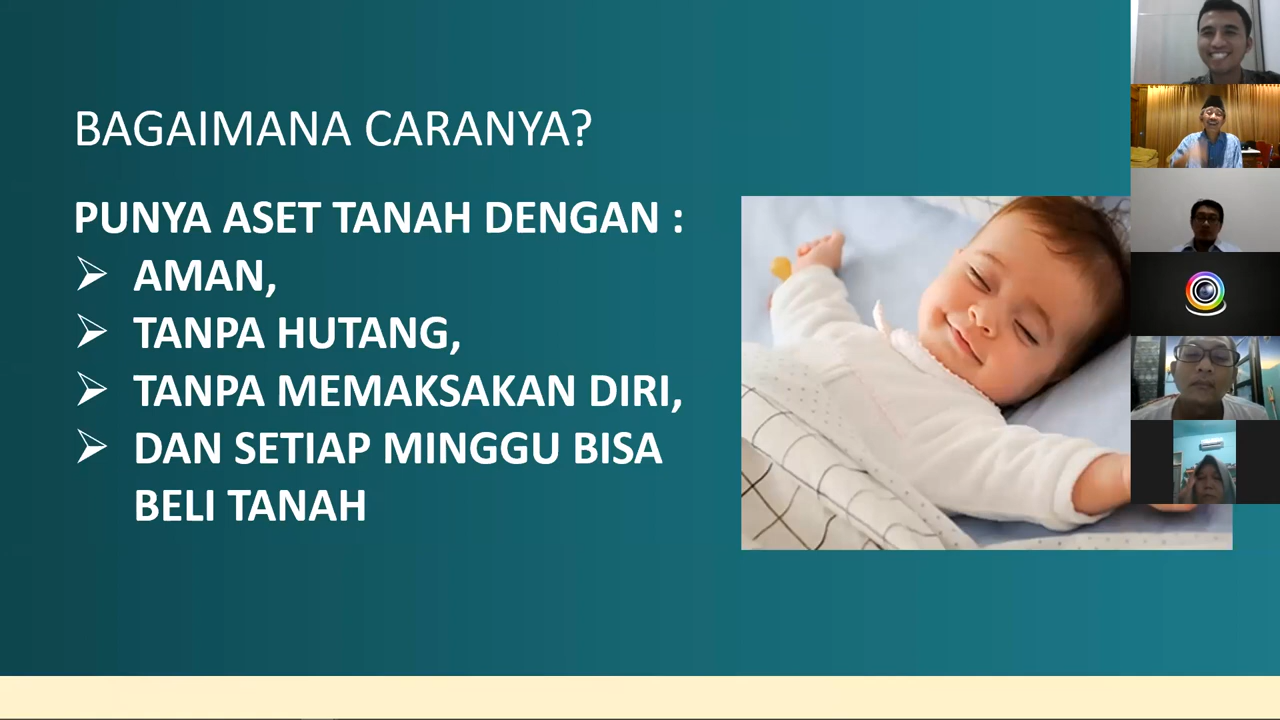 BAGAIMANA CARANYA?
PUNYA ASET TANAH DENGAN :
AMAN,
TANPA HUTANG,
TANPA MEMAKSAKAN DIRI,
DAN SETIAP MINGGU BISA
BELI TANAH